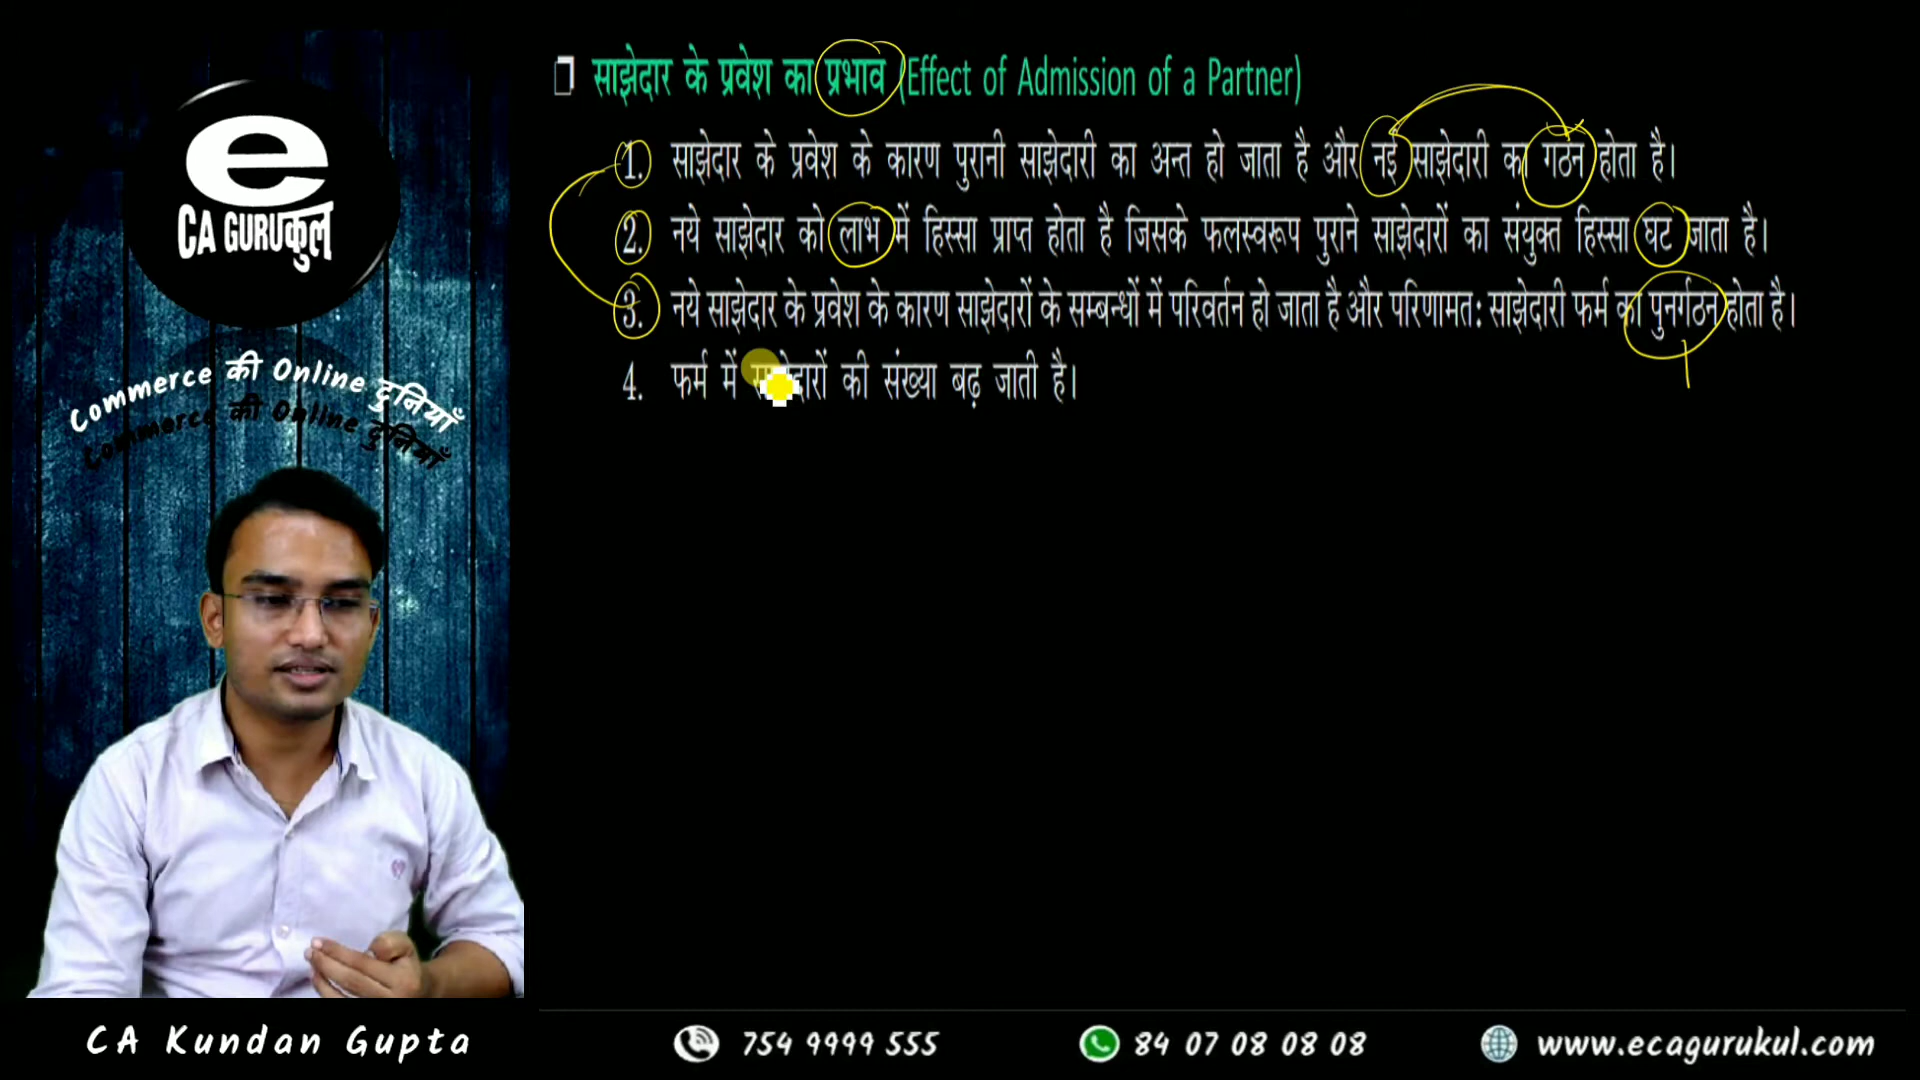 साझेदार के प्रवेश का प्रभाव (Effect of Admission of a Partner)
1. साझेदार के प्रवेश के कारण पुरानी साझेदारी का अन्त हो जाता है और नई साझेदारी का गठन होता है।
2. नये साझेदार को लाभ में हिस्सा प्राप्त होता है जिसके फलस्वरूप पुराने साझेदारों का संयुक्त हिस्सा घट जाता है।
3. नये साझेदार के प्रवेश के कारण साझेदारों के सम्बन्धों में परिवर्तन हो जाता है और परिणामत: साझेदारी फर्म का पुनर्गठन होता है।
4. फर्म में साझेदारों की संख्या बढ़ जाती है।
e
CA GURUकुल
Commerce की Online दुनियाँ
Commerce की Online दुनियाँ
CA Kundan Gupta
754 9999 555
84 07 08 08 08
www.ecagurukul.com